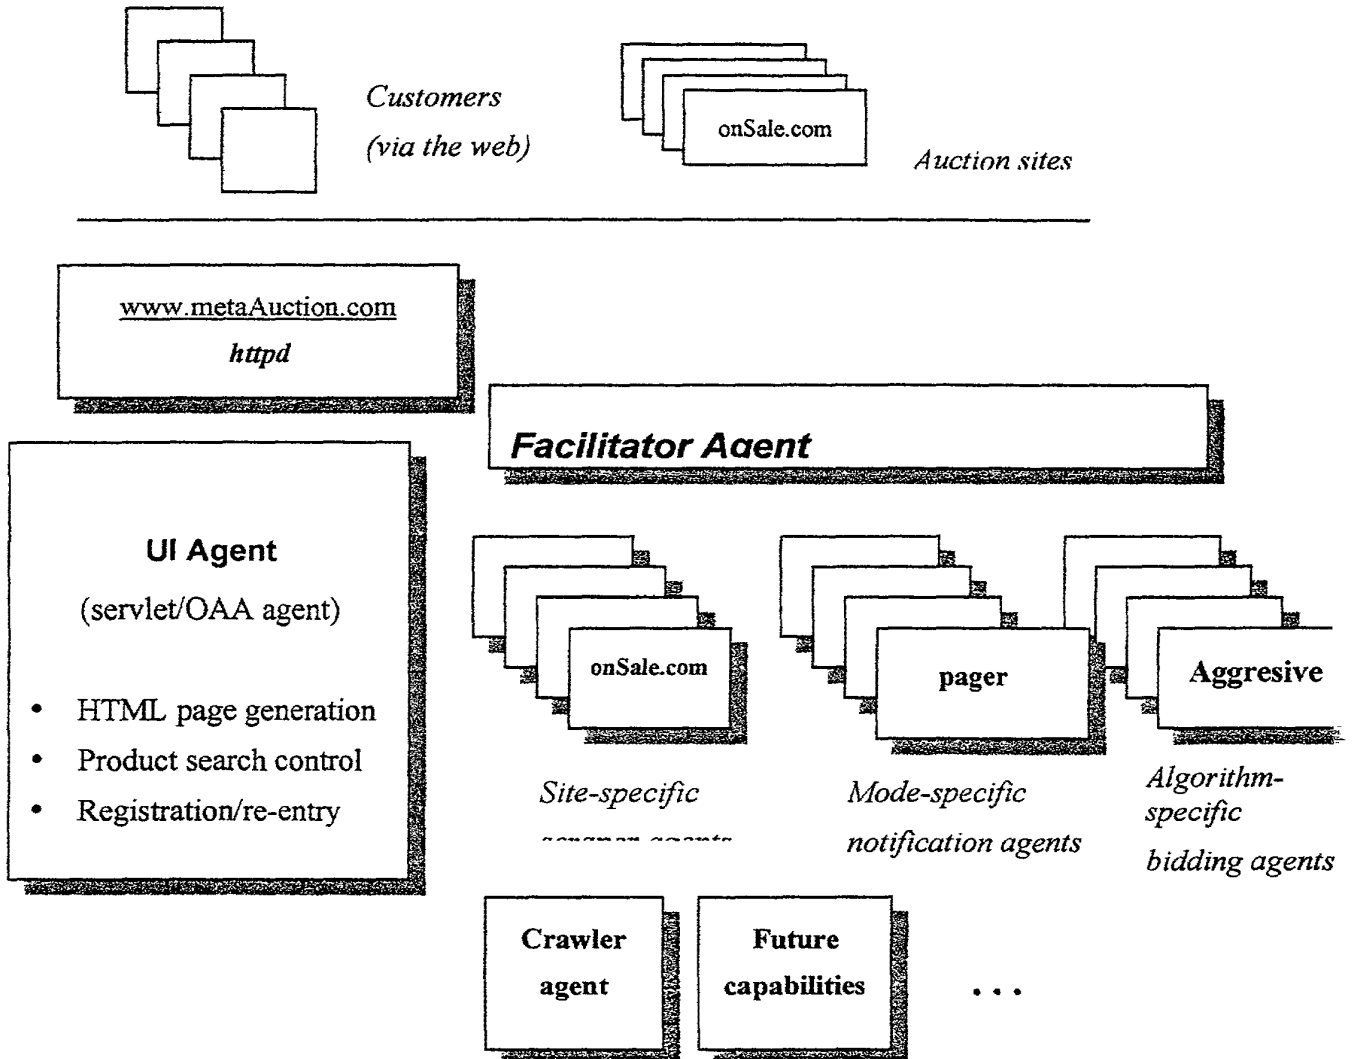 Customers
(via the web)
onSale.com
Auction sites
www.metaAuction.com
httpd
Facilitator Agent
UI Agent
(servlet/OAA agent)
• HTML page generation
• Product search control
• Registration/re-entry
onSale.com
pager
Aggresive
Site-specific
agents
Mode-specific
notification agents
Algorithm-
specific
bidding agents
Crawler
agent
Future
capabilities
...